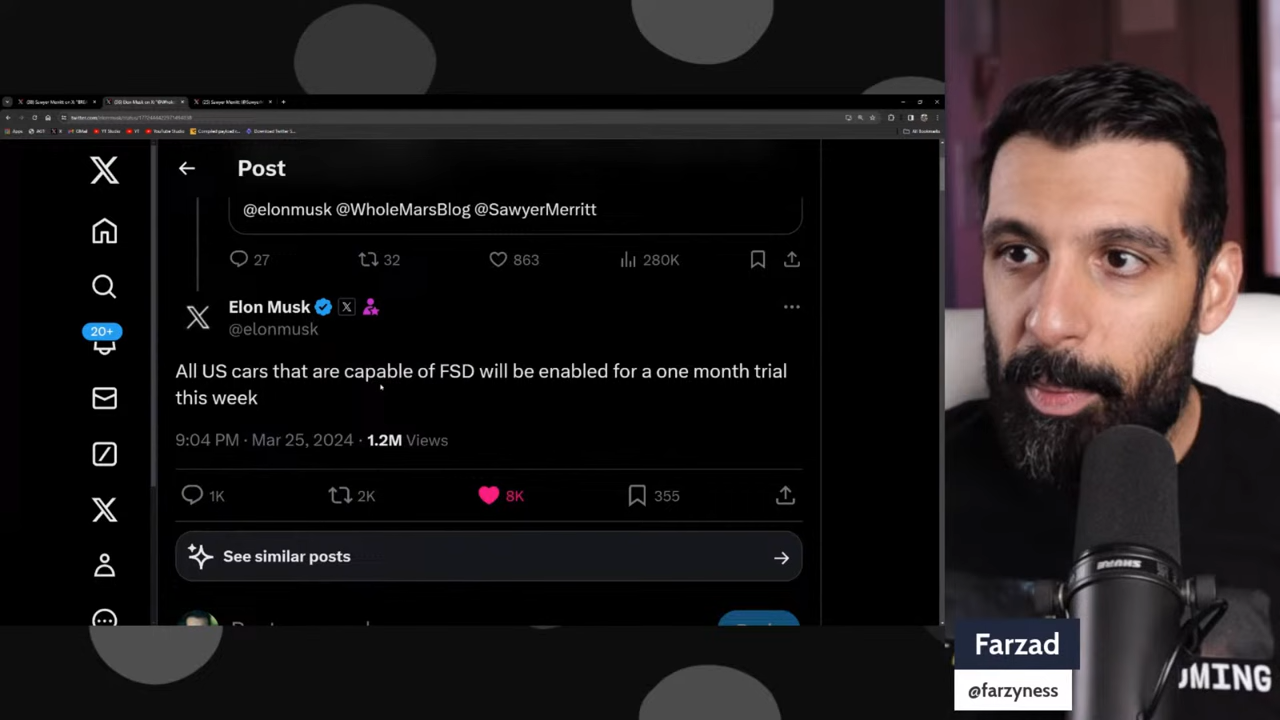 Post
@elonmusk @WholeMarsBlog @SawyerMerritt
27 32 863 280K
Elon Musk
@elonmusk
20+
All US cars that are capable of FSD will be enabled for a one month trial
this week
9:04 PM · Mar 25, 2024 · 1.2M Views
1K 2K 8K 355
See similar posts
SHURE
Farzad
@farzyness
OMING